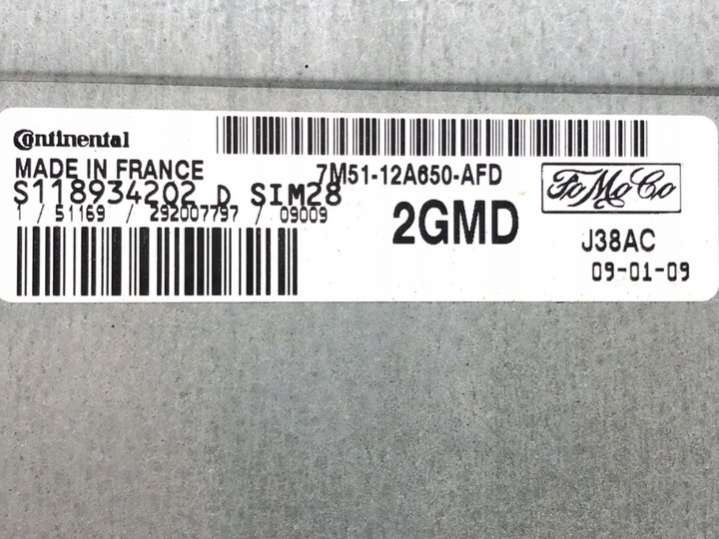 Continental
MADE IN FRANCE
7M51-12A650-AFD
FoMoCo
S118934202 D SIM28
1 / 51169 / 292007797 / 09009
2GMD
J38AC
09-01-09